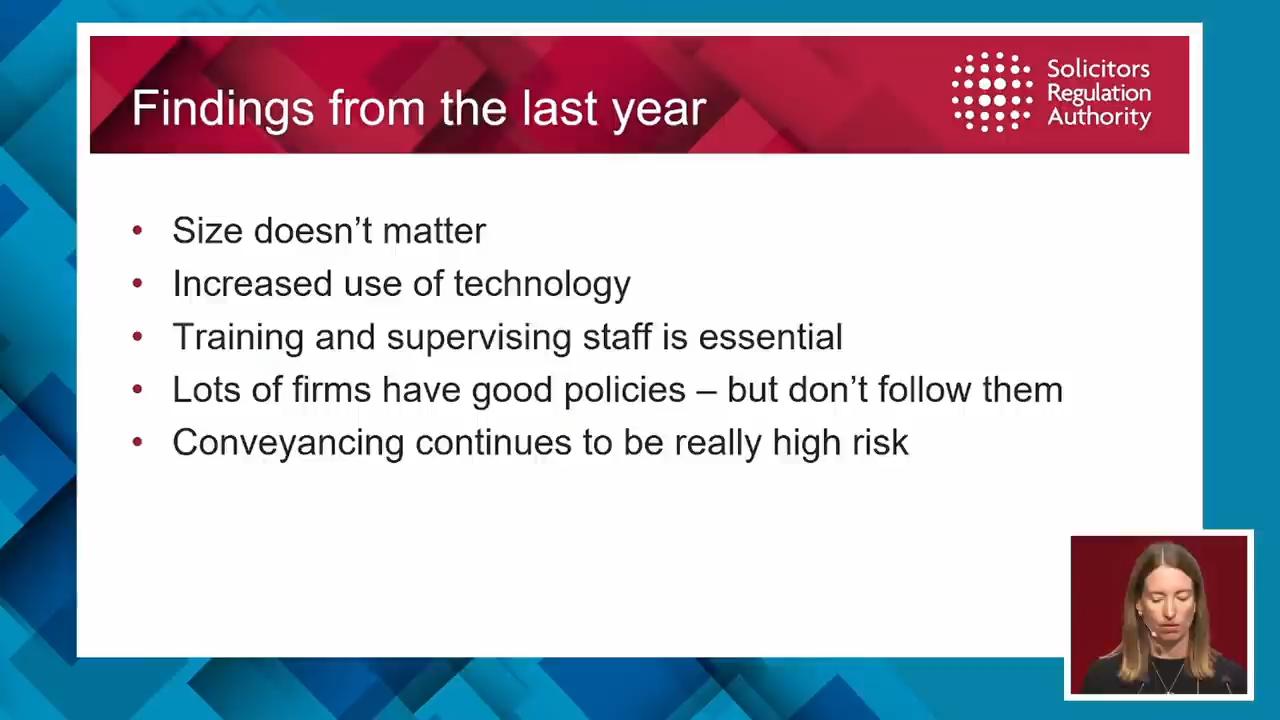 Findings from the last year
Solicitors
Regulation
Authority
• Size doesn’t matter
• Increased use of technology
• Training and supervising staff is essential
• Lots of firms have good policies – but don’t follow them
• Conveyancing continues to be really high risk